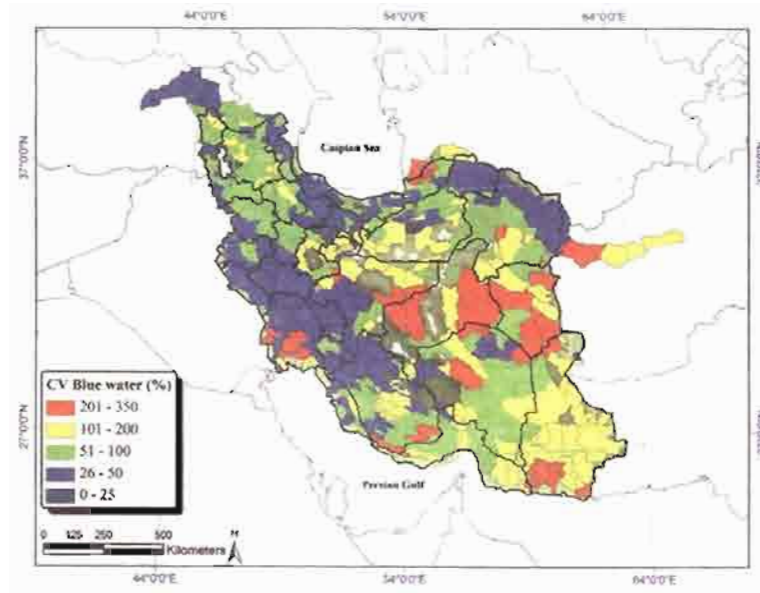 44°0'0"E 54°0'0"E 64°0'0"E
37°0'0"N
Caspian Sea
CV Blue water (%)
201 - 350
101 - 200
51 - 100
26 - 50
0 - 25
27°0'0"N
Persian Gulf
0 125 250 500
Kilometers
N
44°0'0"E 54°0'0"E 64°0'0"E